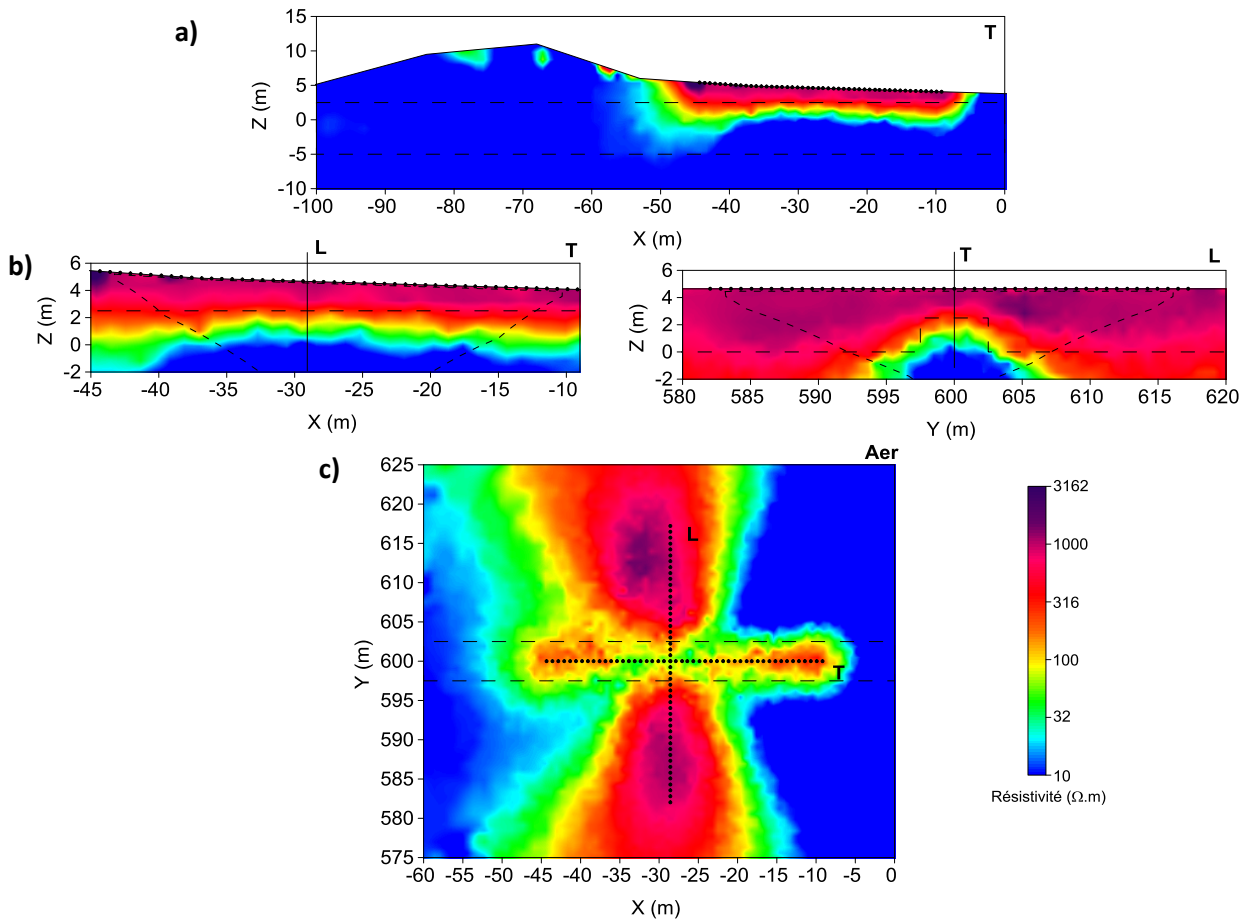 a)
T
15
10
5
0
-5
-10
Z (m)
-100 -90 -80 -70 -60 -50 -40 -30 -20 -10 0
X (m)
b)
L
T
6
4
2
0
-2
Z (m)
-45 -40 -35 -30 -25 -20 -15 -10
X (m)
T
L
6
4
2
0
-2
Z (m)
580 585 590 595 600 605 610 615 620
Y (m)
c)
Aer
625
620
615
610
605
600
595
590
585
580
575
Y (m)
L
T
-60 -55 -50 -45 -40 -35 -30 -25 -20 -15 -10 -5 0
X (m)
3162
1000
316
100
32
10
Résistivité (Ω.m)